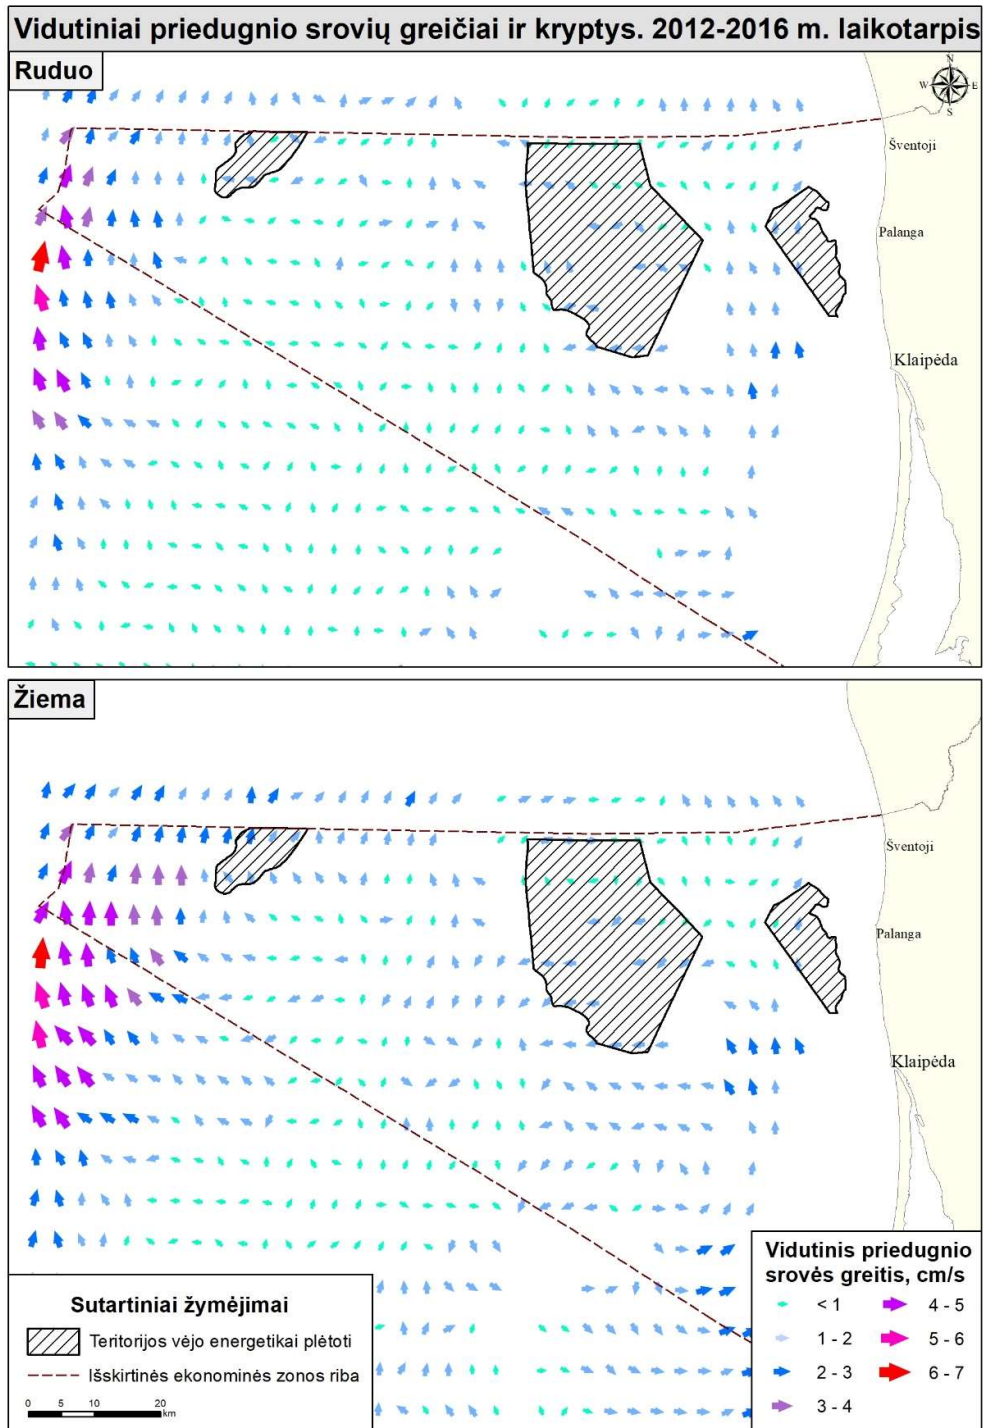 Vidutiniai priedugnio srovių greičiai ir kryptys. 2012-2016 m. laikotarpis
Ruduo
N
W E
S
Šventoji
Palanga
Klaipėda
Žiema
Šventoji
Palanga
Klaipėda
Sutartiniai žymėjimai
Teritorijos vėjo energetikai plėtoti
Išskirtinės ekonominės zonos riba
0 5 10 20
km
Vidutinis priedugnio
srovės greitis, cm/s
< 1 4 - 5
1 - 2 5 - 6
2 - 3 6 - 7
3 - 4